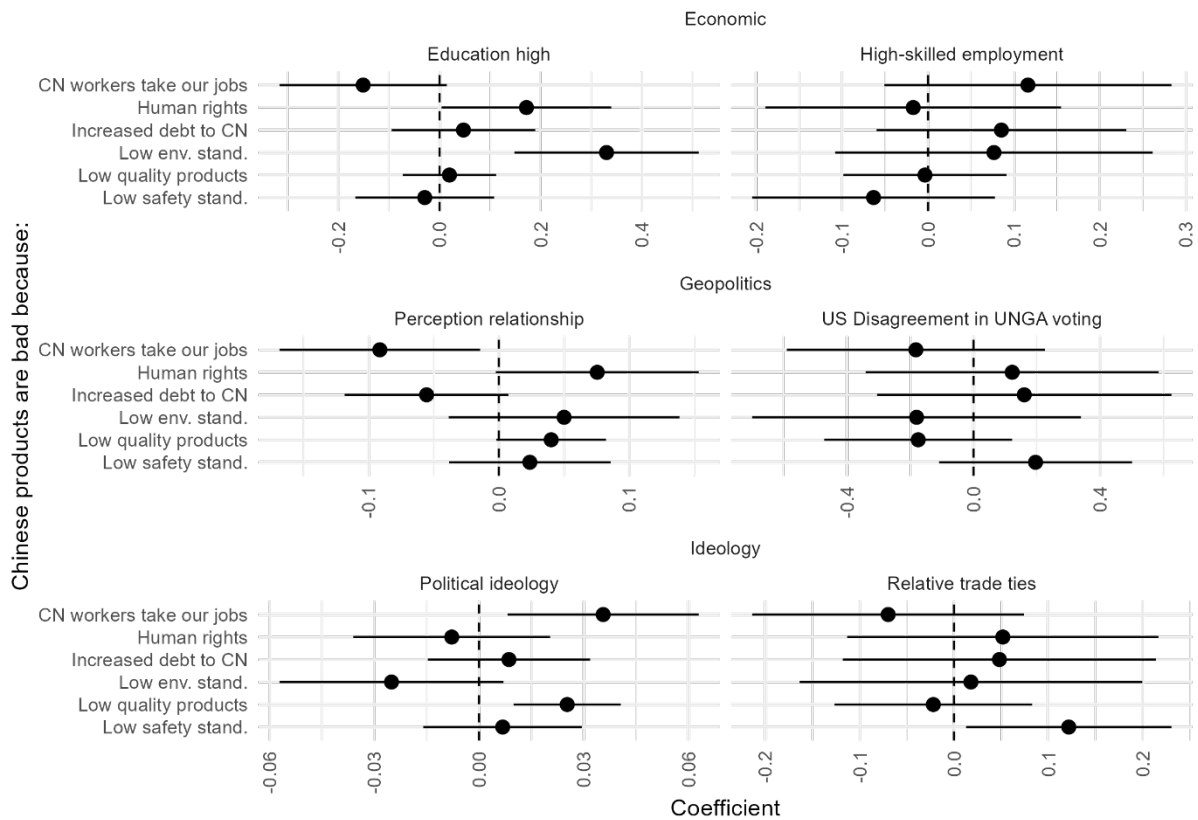 Economic
Education high
High-skilled employment
CN workers take our jobs
Human rights
Increased debt to CN
Low env. stand.
Low quality products
Low safety stand.
-0.2 0.0 0.2 0.4
-0.2 -0.1 0.0 0.1 0.2 0.3
Geopolitics
Perception relationship
US Disagreement in UNGA voting
CN workers take our jobs
Human rights
Increased debt to CN
Low env. stand.
Low quality products
Low safety stand.
-0.1 0.0 0.1
-0.4 0.0 0.4
Ideology
Political ideology
Relative trade ties
CN workers take our jobs
Human rights
Increased debt to CN
Low env. stand.
Low quality products
Low safety stand.
-0.06 -0.03 0.00 0.03 0.06
-0.2 -0.1 0.0 0.1 0.2
Chinese products are bad because:
Coefficient